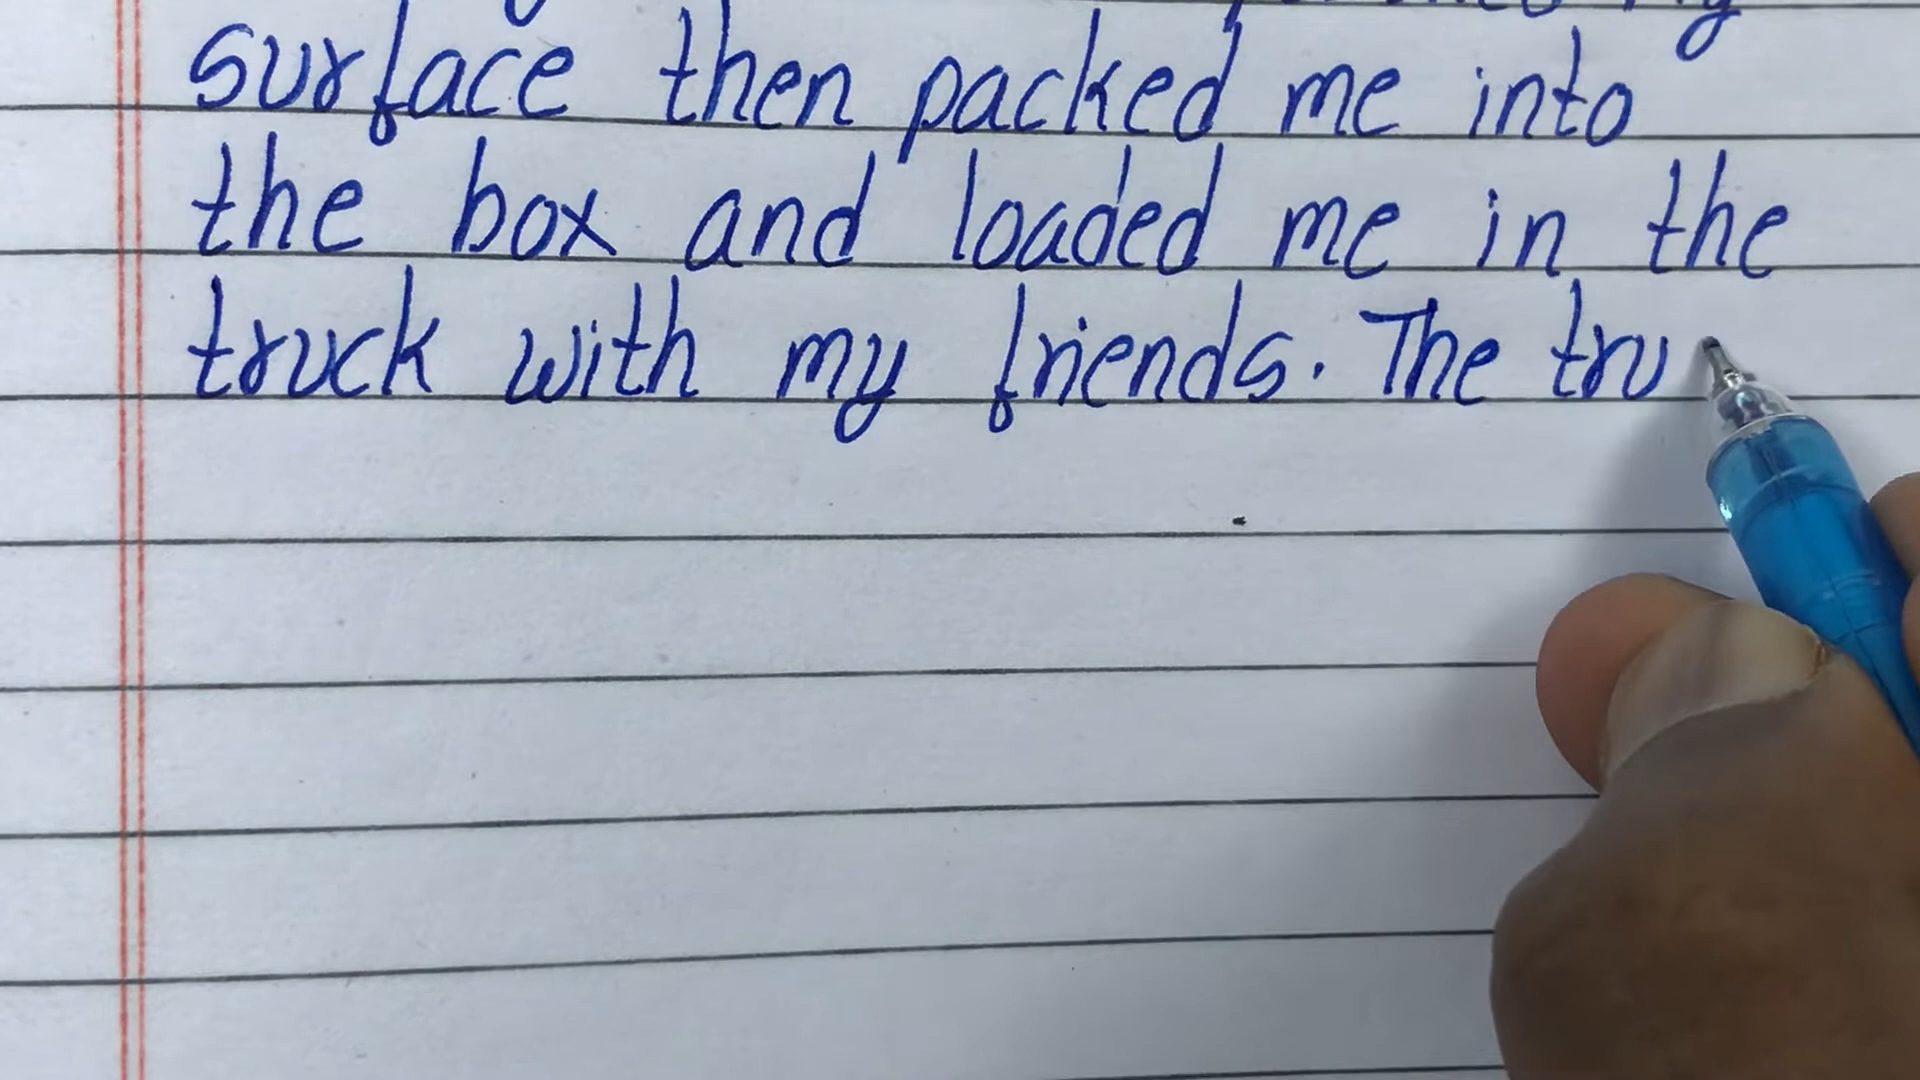 surface then packed me into
the box and loaded me in the
truck with my friends. The tru